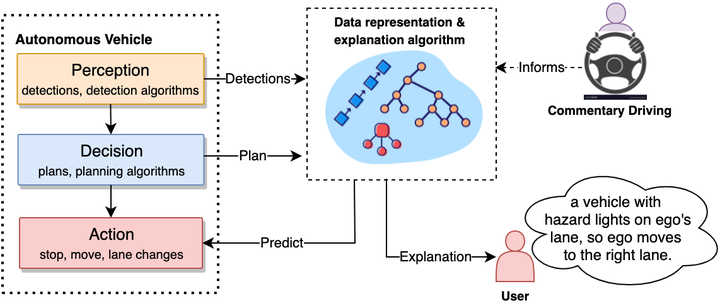 Autonomous Vehicle
Perception
detections, detection algorithms
Decision
plans, planning algorithms
Action
stop, move, lane changes
Detections
Plan
Predict
Data representation &
explanation algorithm
Explanation
Informs
Commentary Driving
a vehicle with
hazard lights on ego's
lane, so ego moves
to the right lane.
User